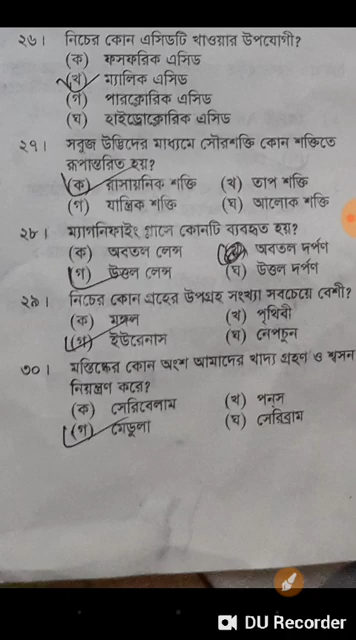 ২৬। নিচের কোন এসিডটি খাওয়ার উপযোগী?
(ক) ফসফরিক এসিড
(খ) ম্যালিক এসিড
(গ) পারক্লোরিক এসিড
(ঘ) হাইড্রোক্লোরিক এসিড
২৭। সবুজ উদ্ভিদের মাধ্যমে সৌরশক্তি কোন শক্তিতে
রূপান্তরিত হয়?
(ক) রাসায়নিক শক্তি (খ) তাপ শক্তি
(গ) যান্ত্রিক শক্তি (ঘ) আলোক শক্তি
২৮। ম্যাগনিফাইং গ্লাসে কোনটি ব্যবহৃত হয়?
(ক) অবতল লেন্স (খ) অবতল দর্পণ
(গ) উত্তল লেন্স (ঘ) উত্তল দর্পণ
২৯। নিচের কোন গ্রহের উপগ্রহ সংখ্যা সবচেয়ে বেশী?
(ক) মঙ্গল (খ) পৃথিবী
(গ) ইউরেনাস (ঘ) নেপচুন
৩০। মস্তিষ্কের কোন অংশ আমাদের খাদ্য গ্রহণ ও শ্বসন
নিয়ন্ত্রণ করে?
(ক) সেরিবেলাম (খ) পনস
(গ) মেডুলা (ঘ) সেরিব্রাম
DU Recorder